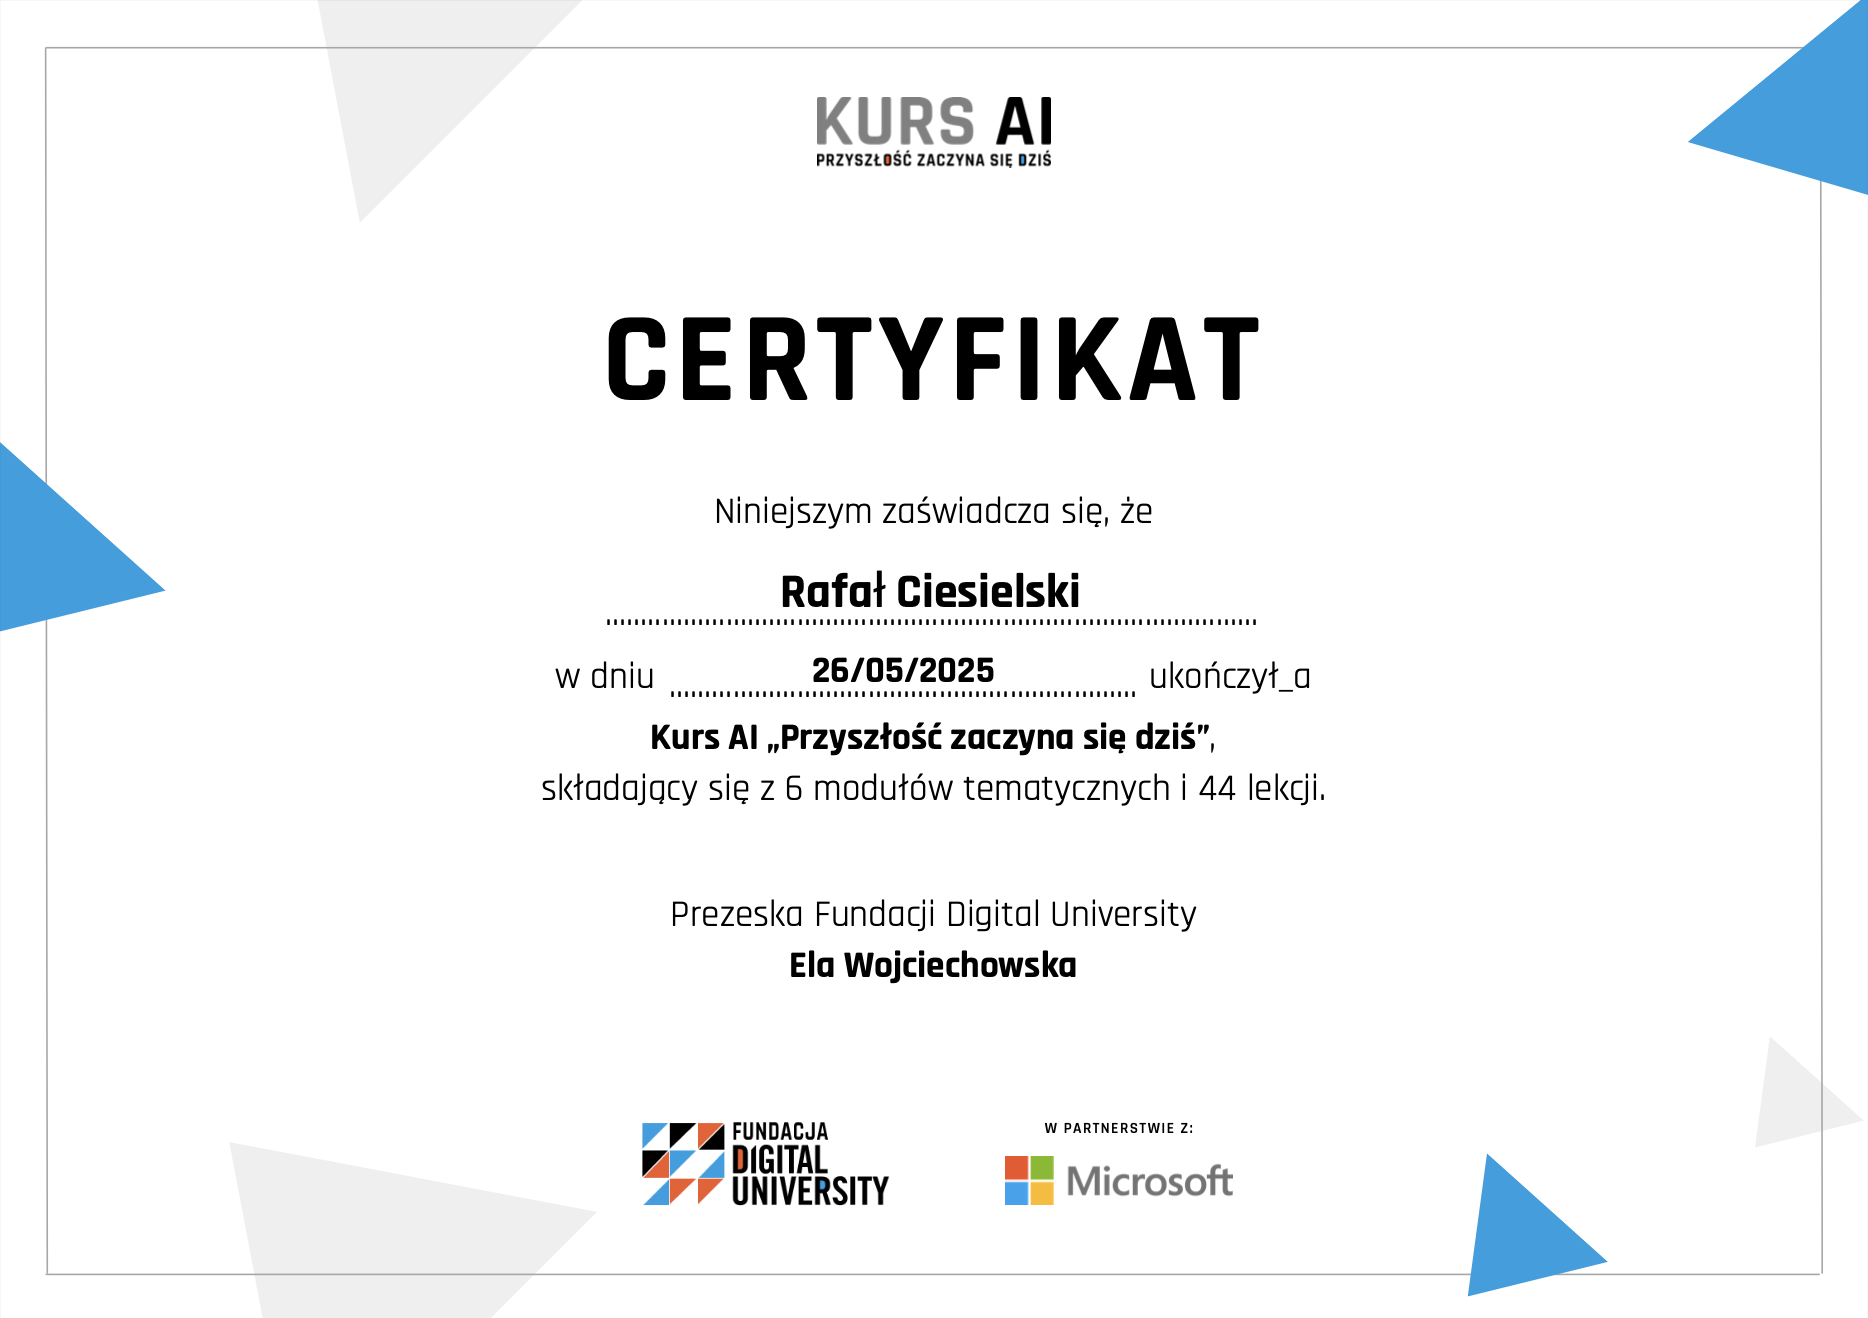 KURS AI
PRZYSZŁOŚĆ ZACZYNA SIĘ DZIŚ
CERTYFIKAT
Niniejszym zaświadcza się, że
Rafał Ciesielski
w dniu 26/05/2025 ukończył_a
Kurs AI „Przyszłość zaczyna się dziś”,
składający się z 6 modułów tematycznych i 44 lekcji.
Prezeska Fundacji Digital University
Ela Wojciechowska
FUNDACJA
DIGITAL
UNIVERSITY
W PARTNERSTWIE Z:
Microsoft